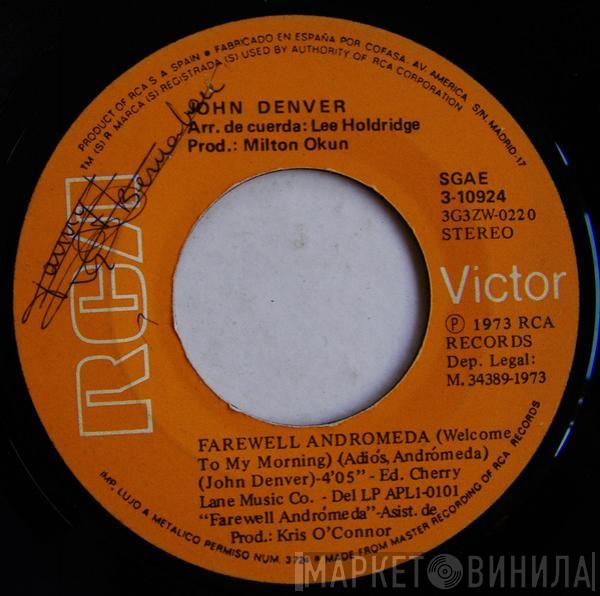 PRODUCT OF RCA S. A. SPAIN • FABRICADO EN ESPAÑA POR COFASA, AV. AMERICA S/N. MADRID-17
TM (S) ® MARCA (S) REGISTRADA (S) USED BY AUTHORITY OF RCA CORPORATION
JOHN DENVER
Arr. de cuerda: Lee Holdridge
Prod.: Milton Okun
SGAE
3-10924
3G3ZW-0220
STEREO
RCA
Victor
Ⓟ 1973 RCA
RECORDS
Dep. Legal:
M. 34389-1973
FAREWELL ANDROMEDA (Welcome
To My Morning) (Adiós, Andrómeda)
(John Denver)-4'05" - Ed. Cherry
Lane Music Co. - Del LP APL1-0101
"Farewell Andrómeda"-Asist. de
Prod.: Kris O'Connor
IMP. LUJO A METALICO PERMISO NUM. 3.726 • MADE FROM MASTER RECORDING OF RCA RECORDS
МАРКЕТ ВИНИЛА